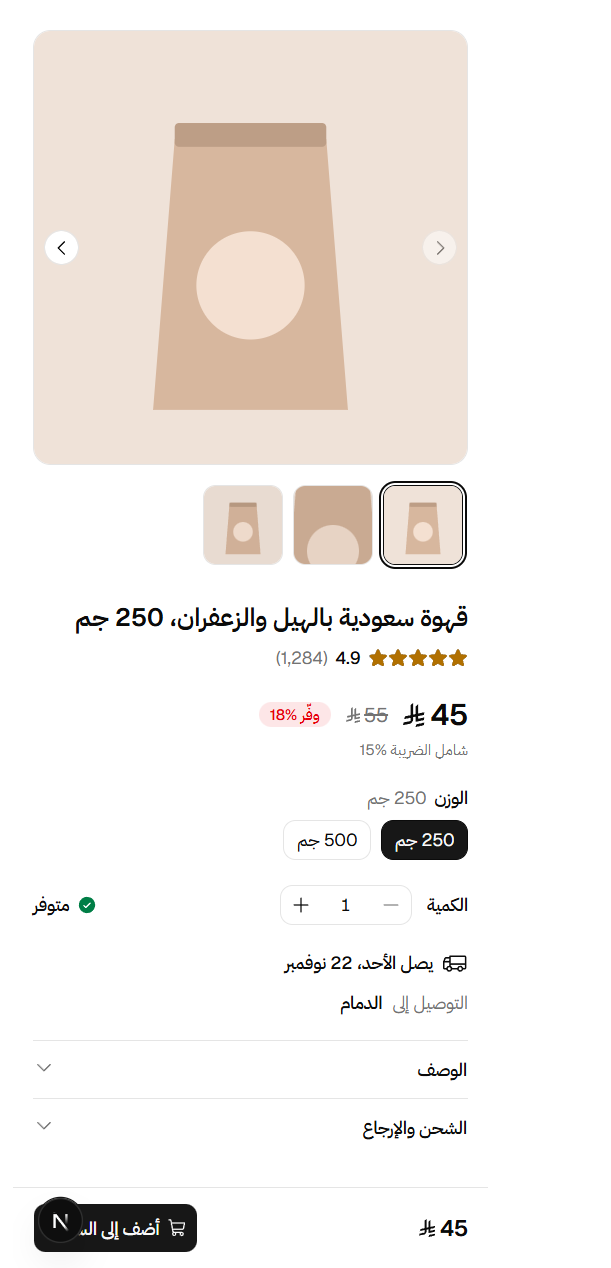 قهوة سعودية بالهيل والزعفران، 250 جم
4.9 (1,284)
45 55 وفّر 18%
شامل الضريبة 15%
الوزن 250 جم
250 جم 500 جم
الكمية 1 متوفر
يصل الأحد، 22 نوفمبر
التوصيل إلى الدمام
الوصف
الشحن والإرجاع
45 أضف إلى
N